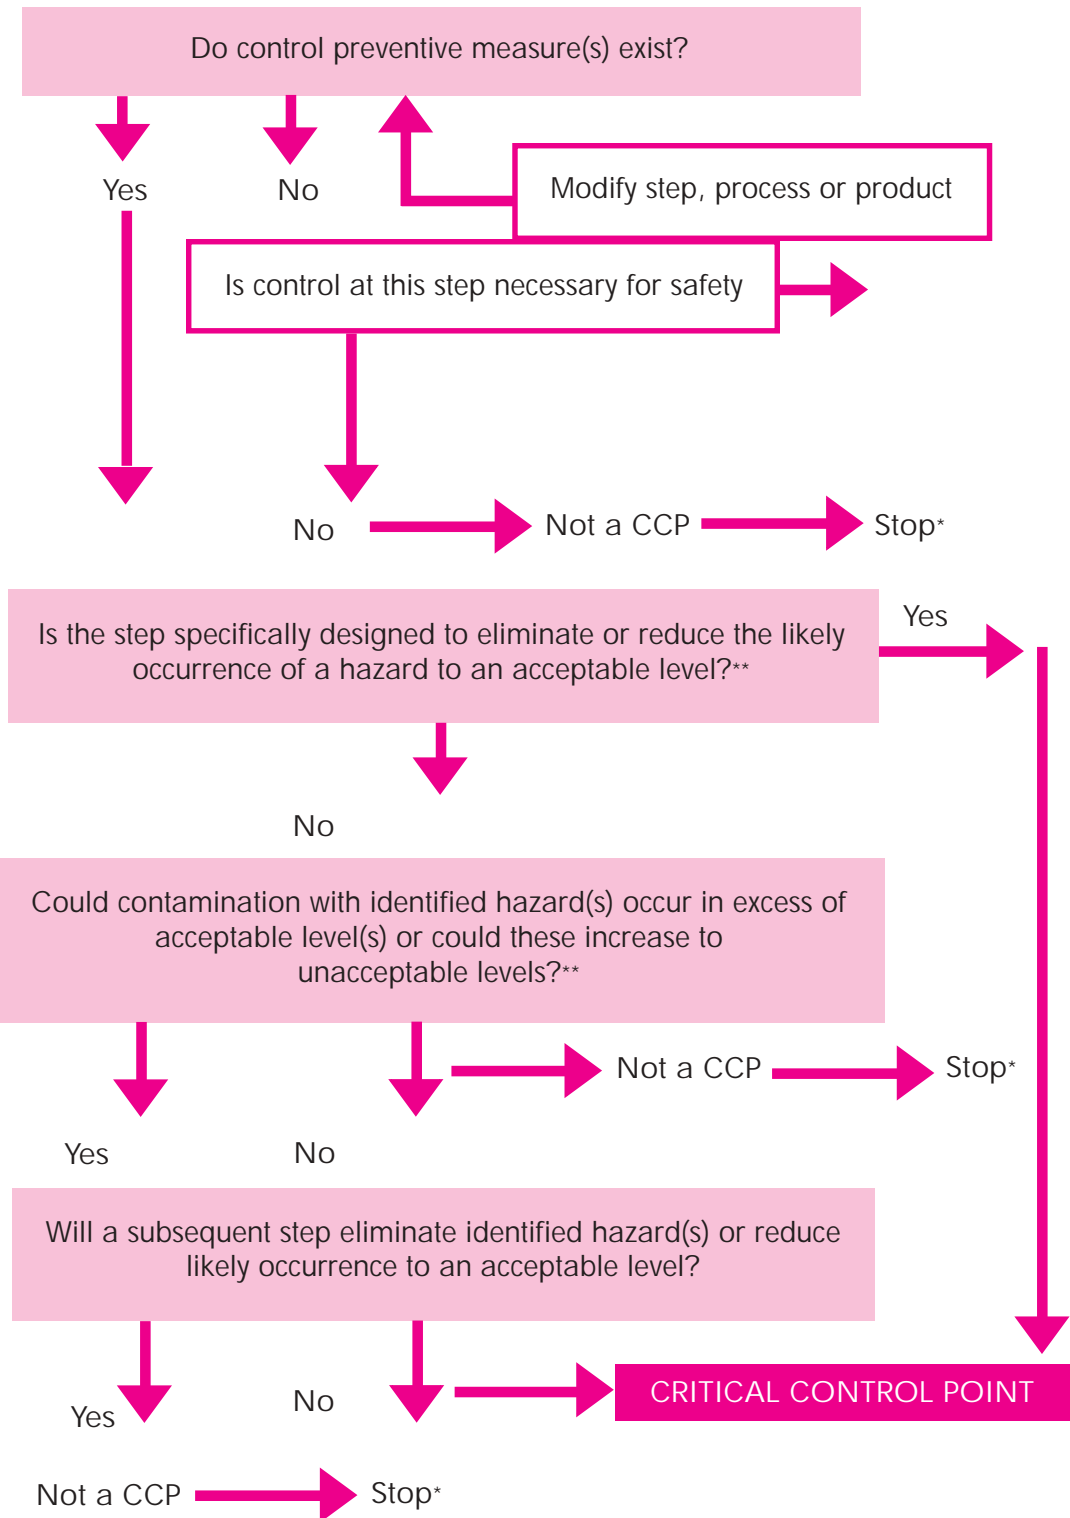 Do control preventive measure(s) exist?
Yes
No
Modify step, process or product
Is control at this step necessary for safety
No
Not a CCP
Stop*
Is the step specifically designed to eliminate or reduce the likely
occurrence of a hazard to an acceptable level?**
Yes
No
Could contamination with identified hazard(s) occur in excess of
acceptable level(s) or could these increase to
unacceptable levels?**
Not a CCP
Stop*
Yes
No
Will a subsequent step eliminate identified hazard(s) or reduce
likely occurrence to an acceptable level?
Yes
No
CRITICAL CONTROL POINT
Not a CCP
Stop*